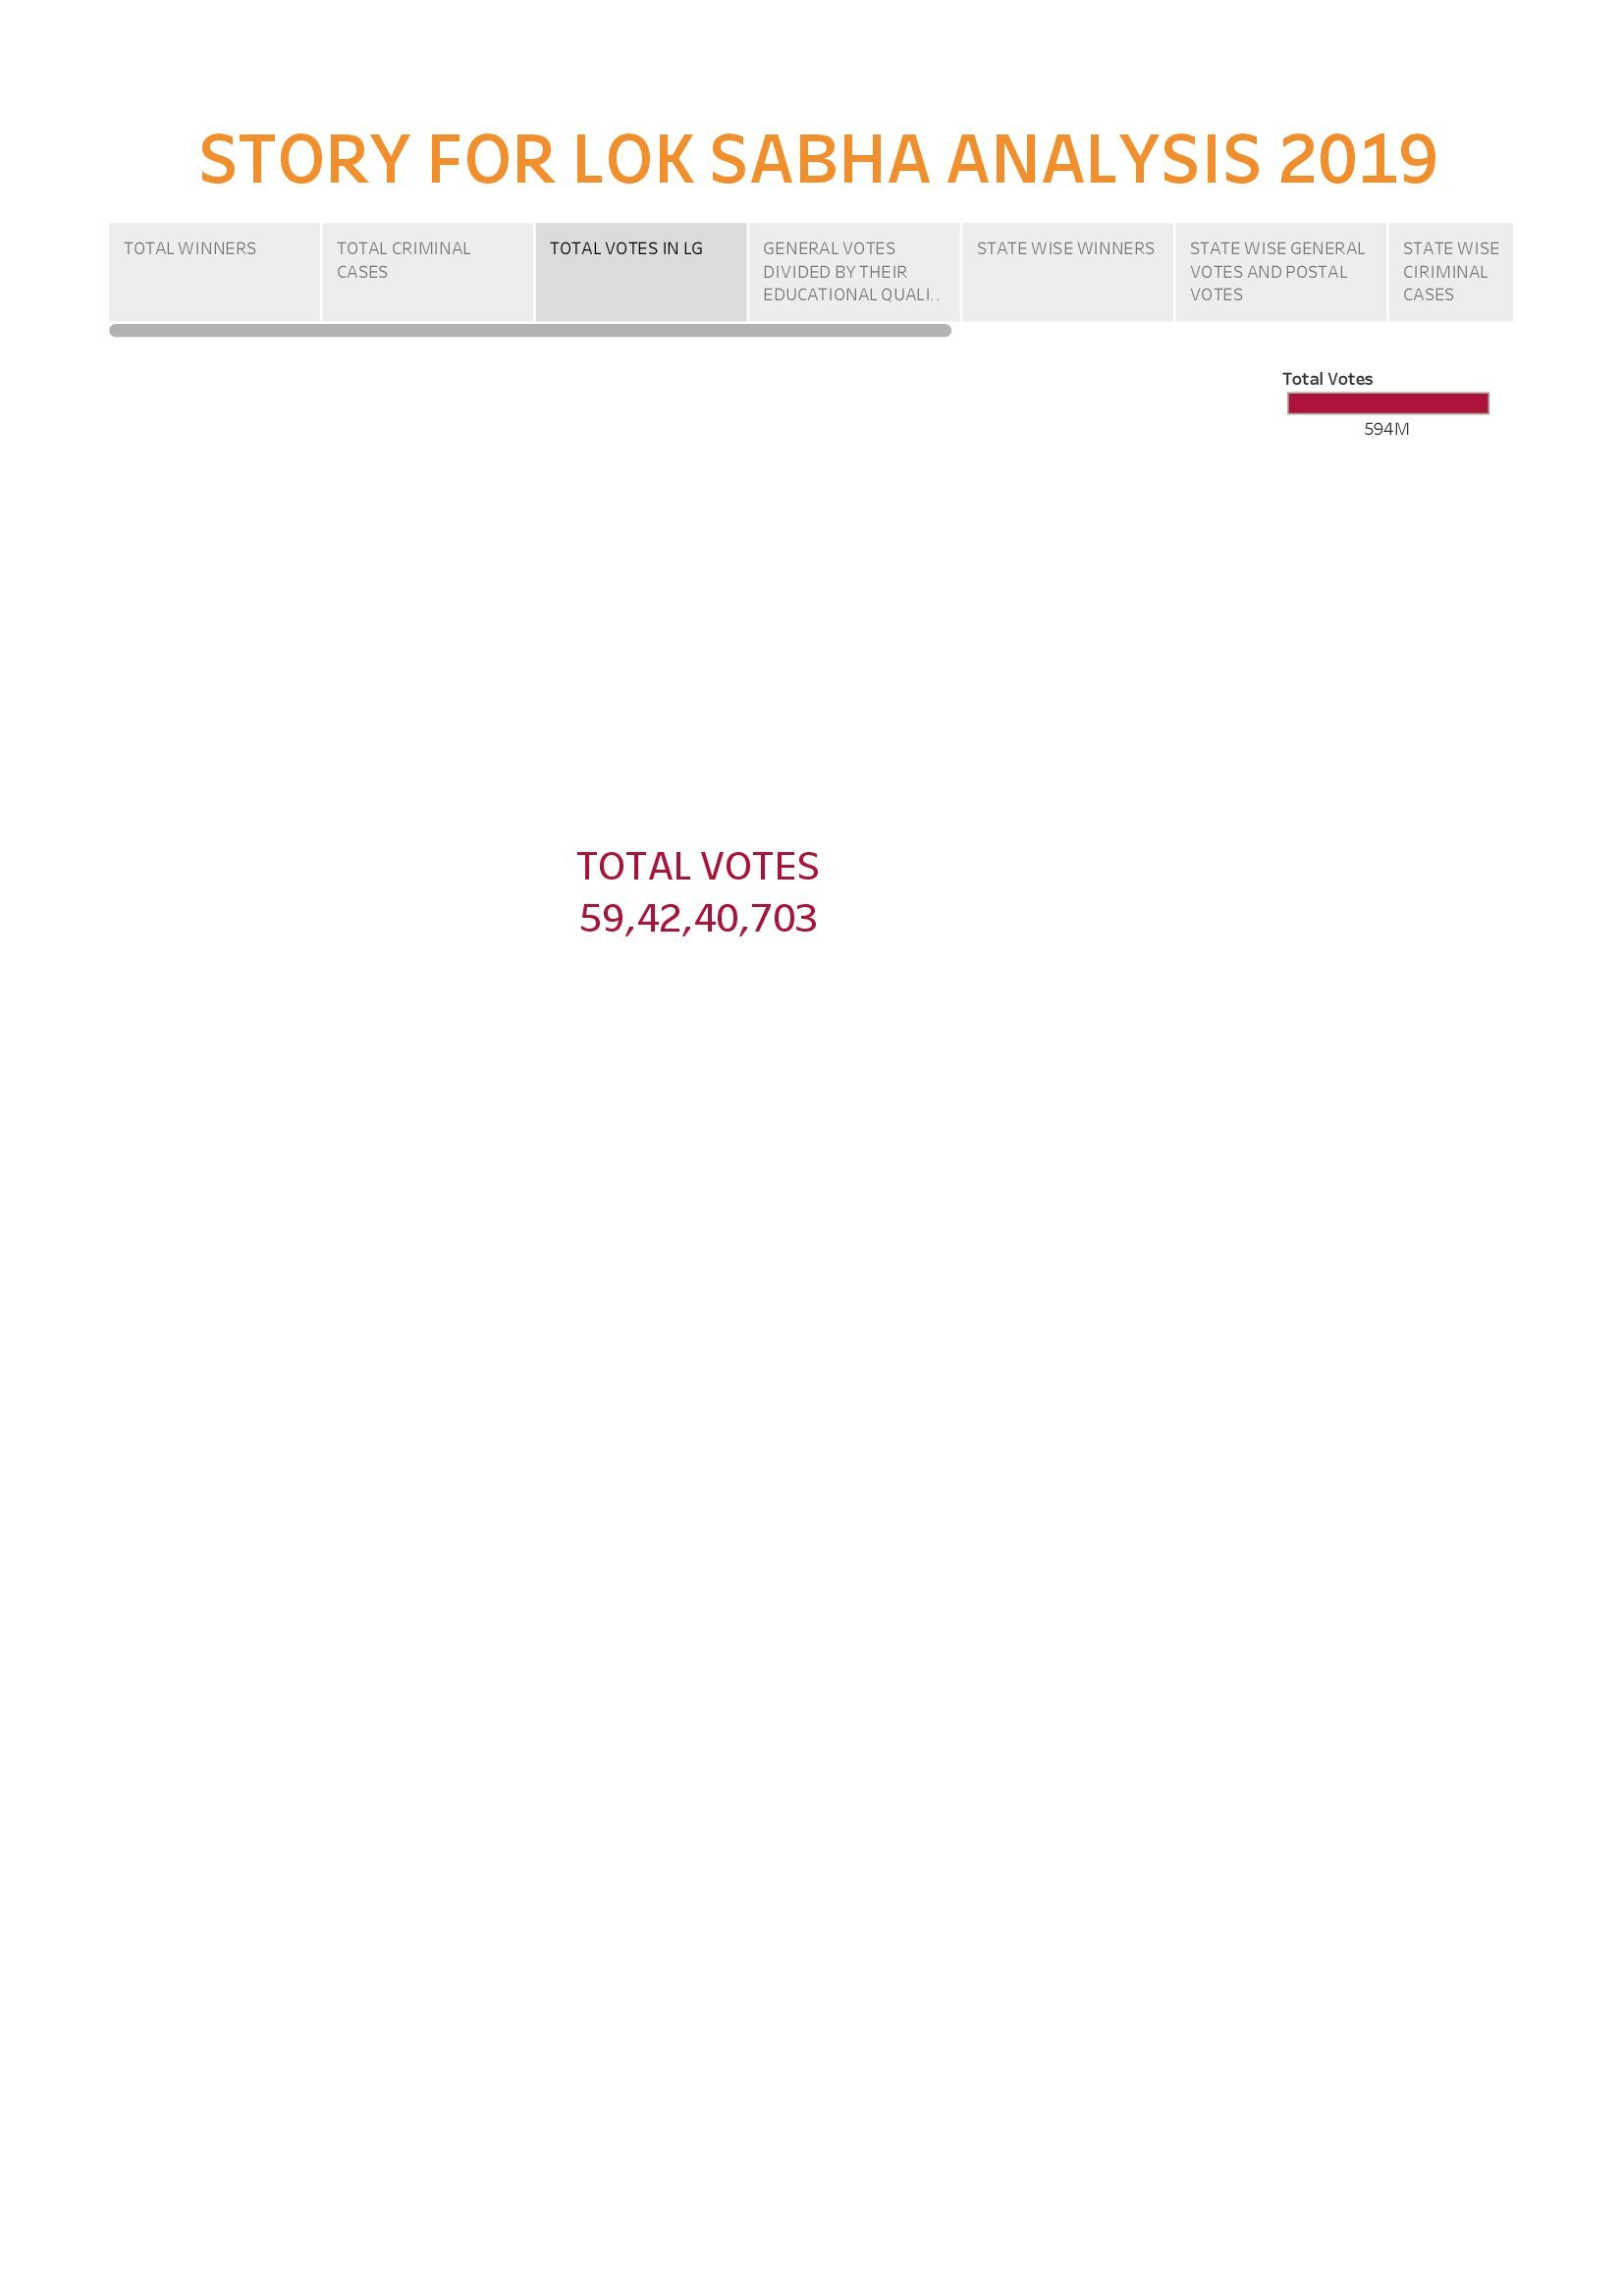 STORY FOR LOK SABHA ANALYSIS 2019
TOTAL WINNERS
TOTAL CRIMINAL
CASES
TOTAL VOTES IN LG
GENERAL VOTES
DIVIDED BY THEIR
EDUCATIONAL QUALI..
STATE WISE WINNERS
STATE WISE GENERAL
VOTES AND POSTAL
VOTES
STATE WISE
CIRIMINAL
CASES
Total Votes
594M
TOTAL VOTES
59,42,40,703